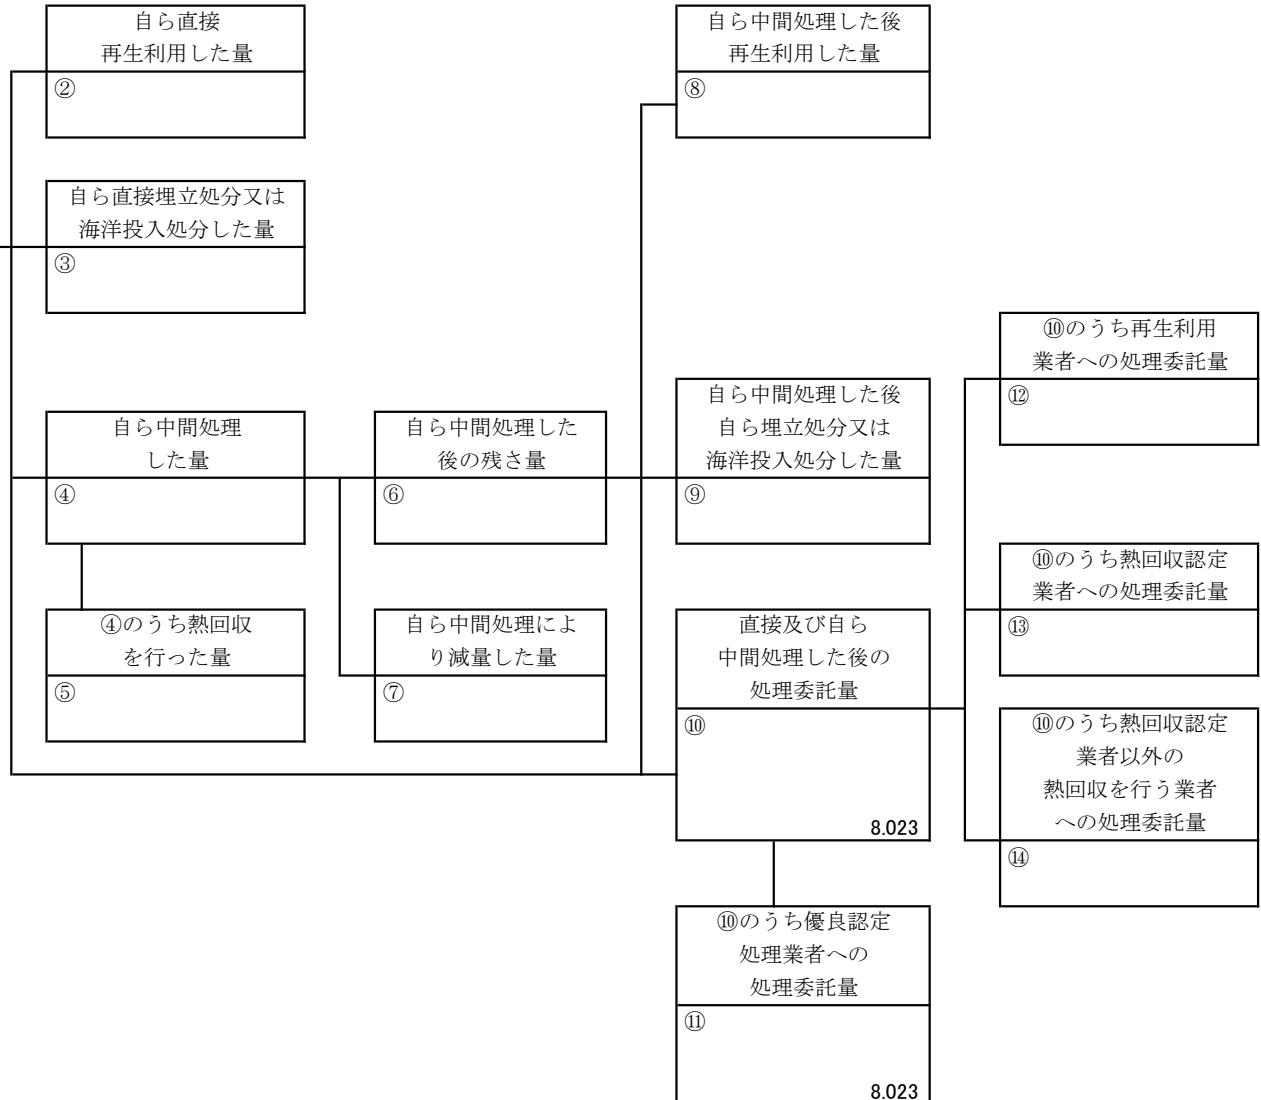 自ら直接
再生利用した量
②
自ら中間処理した後
再生利用した量
⑧
自ら直接埋立処分又は
海洋投入処分した量
③
⑩のうち再生利用
業者への処理委託量
⑫
自ら中間処理
した量
④
自ら中間処理した
後の残さ量
⑥
自ら中間処理した後
自ら埋立処分又は
海洋投入処分した量
⑨
⑩のうち熱回収認定
業者への処理委託量
⑬
④のうち熱回収
を行った量
⑤
自ら中間処理によ
り減量した量
⑦
直接及び自ら
中間処理した後の
処理委託量
⑩
8.023
⑩のうち熱回収認定
業者以外の
熱回収を行う業者
への処理委託量
⑭
⑩のうち優良認定
処理業者への
処理委託量
⑪
8.023